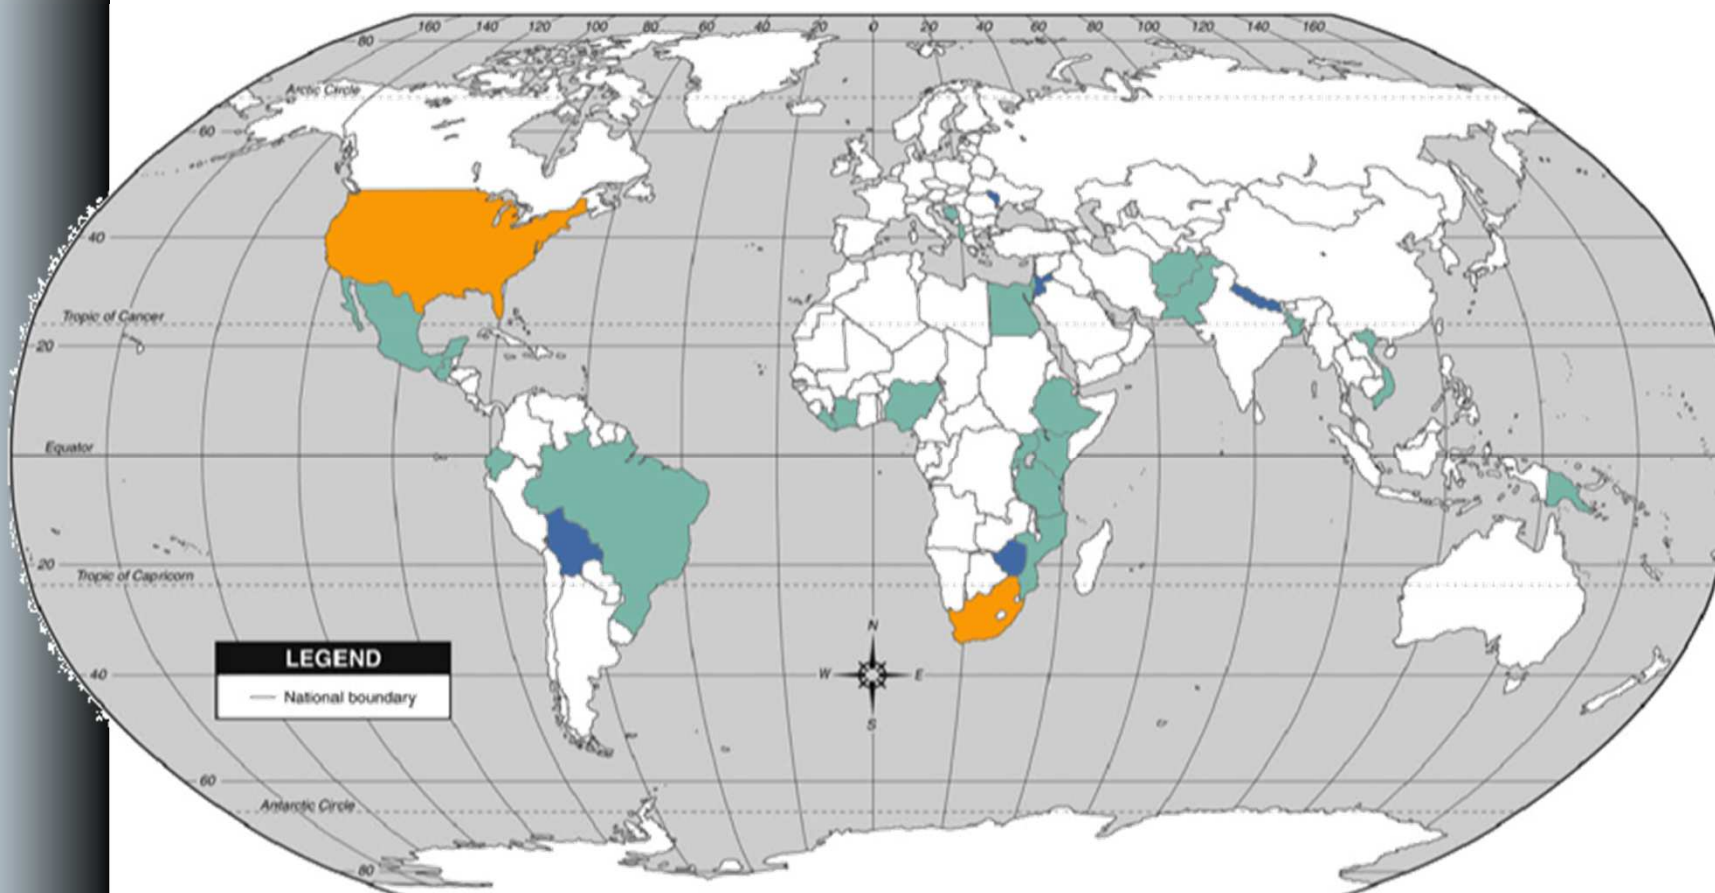 160 140 120 100 80 60 40 20 0 20 40 60 80 100 120 140 160
80
Arctic Circle
60
40
Tropic of Cancer
20
Equator
0
20
Tropic of Capricorn
N
LEGEND
W E
40
National boundary
S
60
Antarctic Circle
80